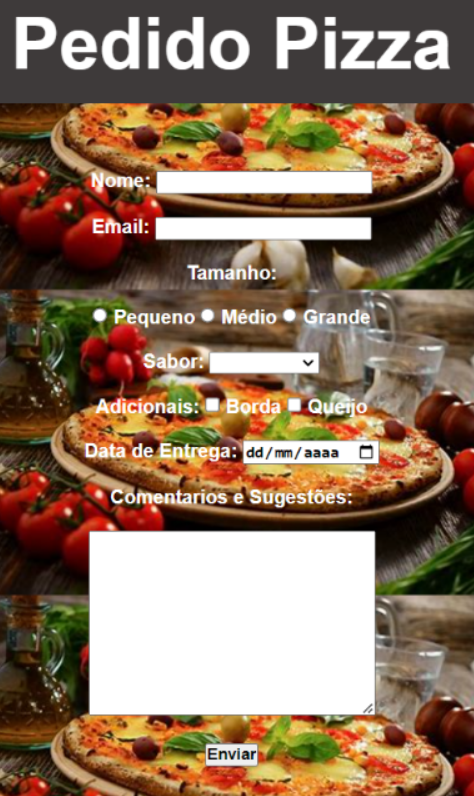 Pedido Pizza
Nome:
Email:
Tamanho:
Pequeno Médio Grande
Sabor:
Adicionais: Borda Queijo
Data de Entrega: dd/mm/aaaa
Comentarios e Sugestões:
Enviar